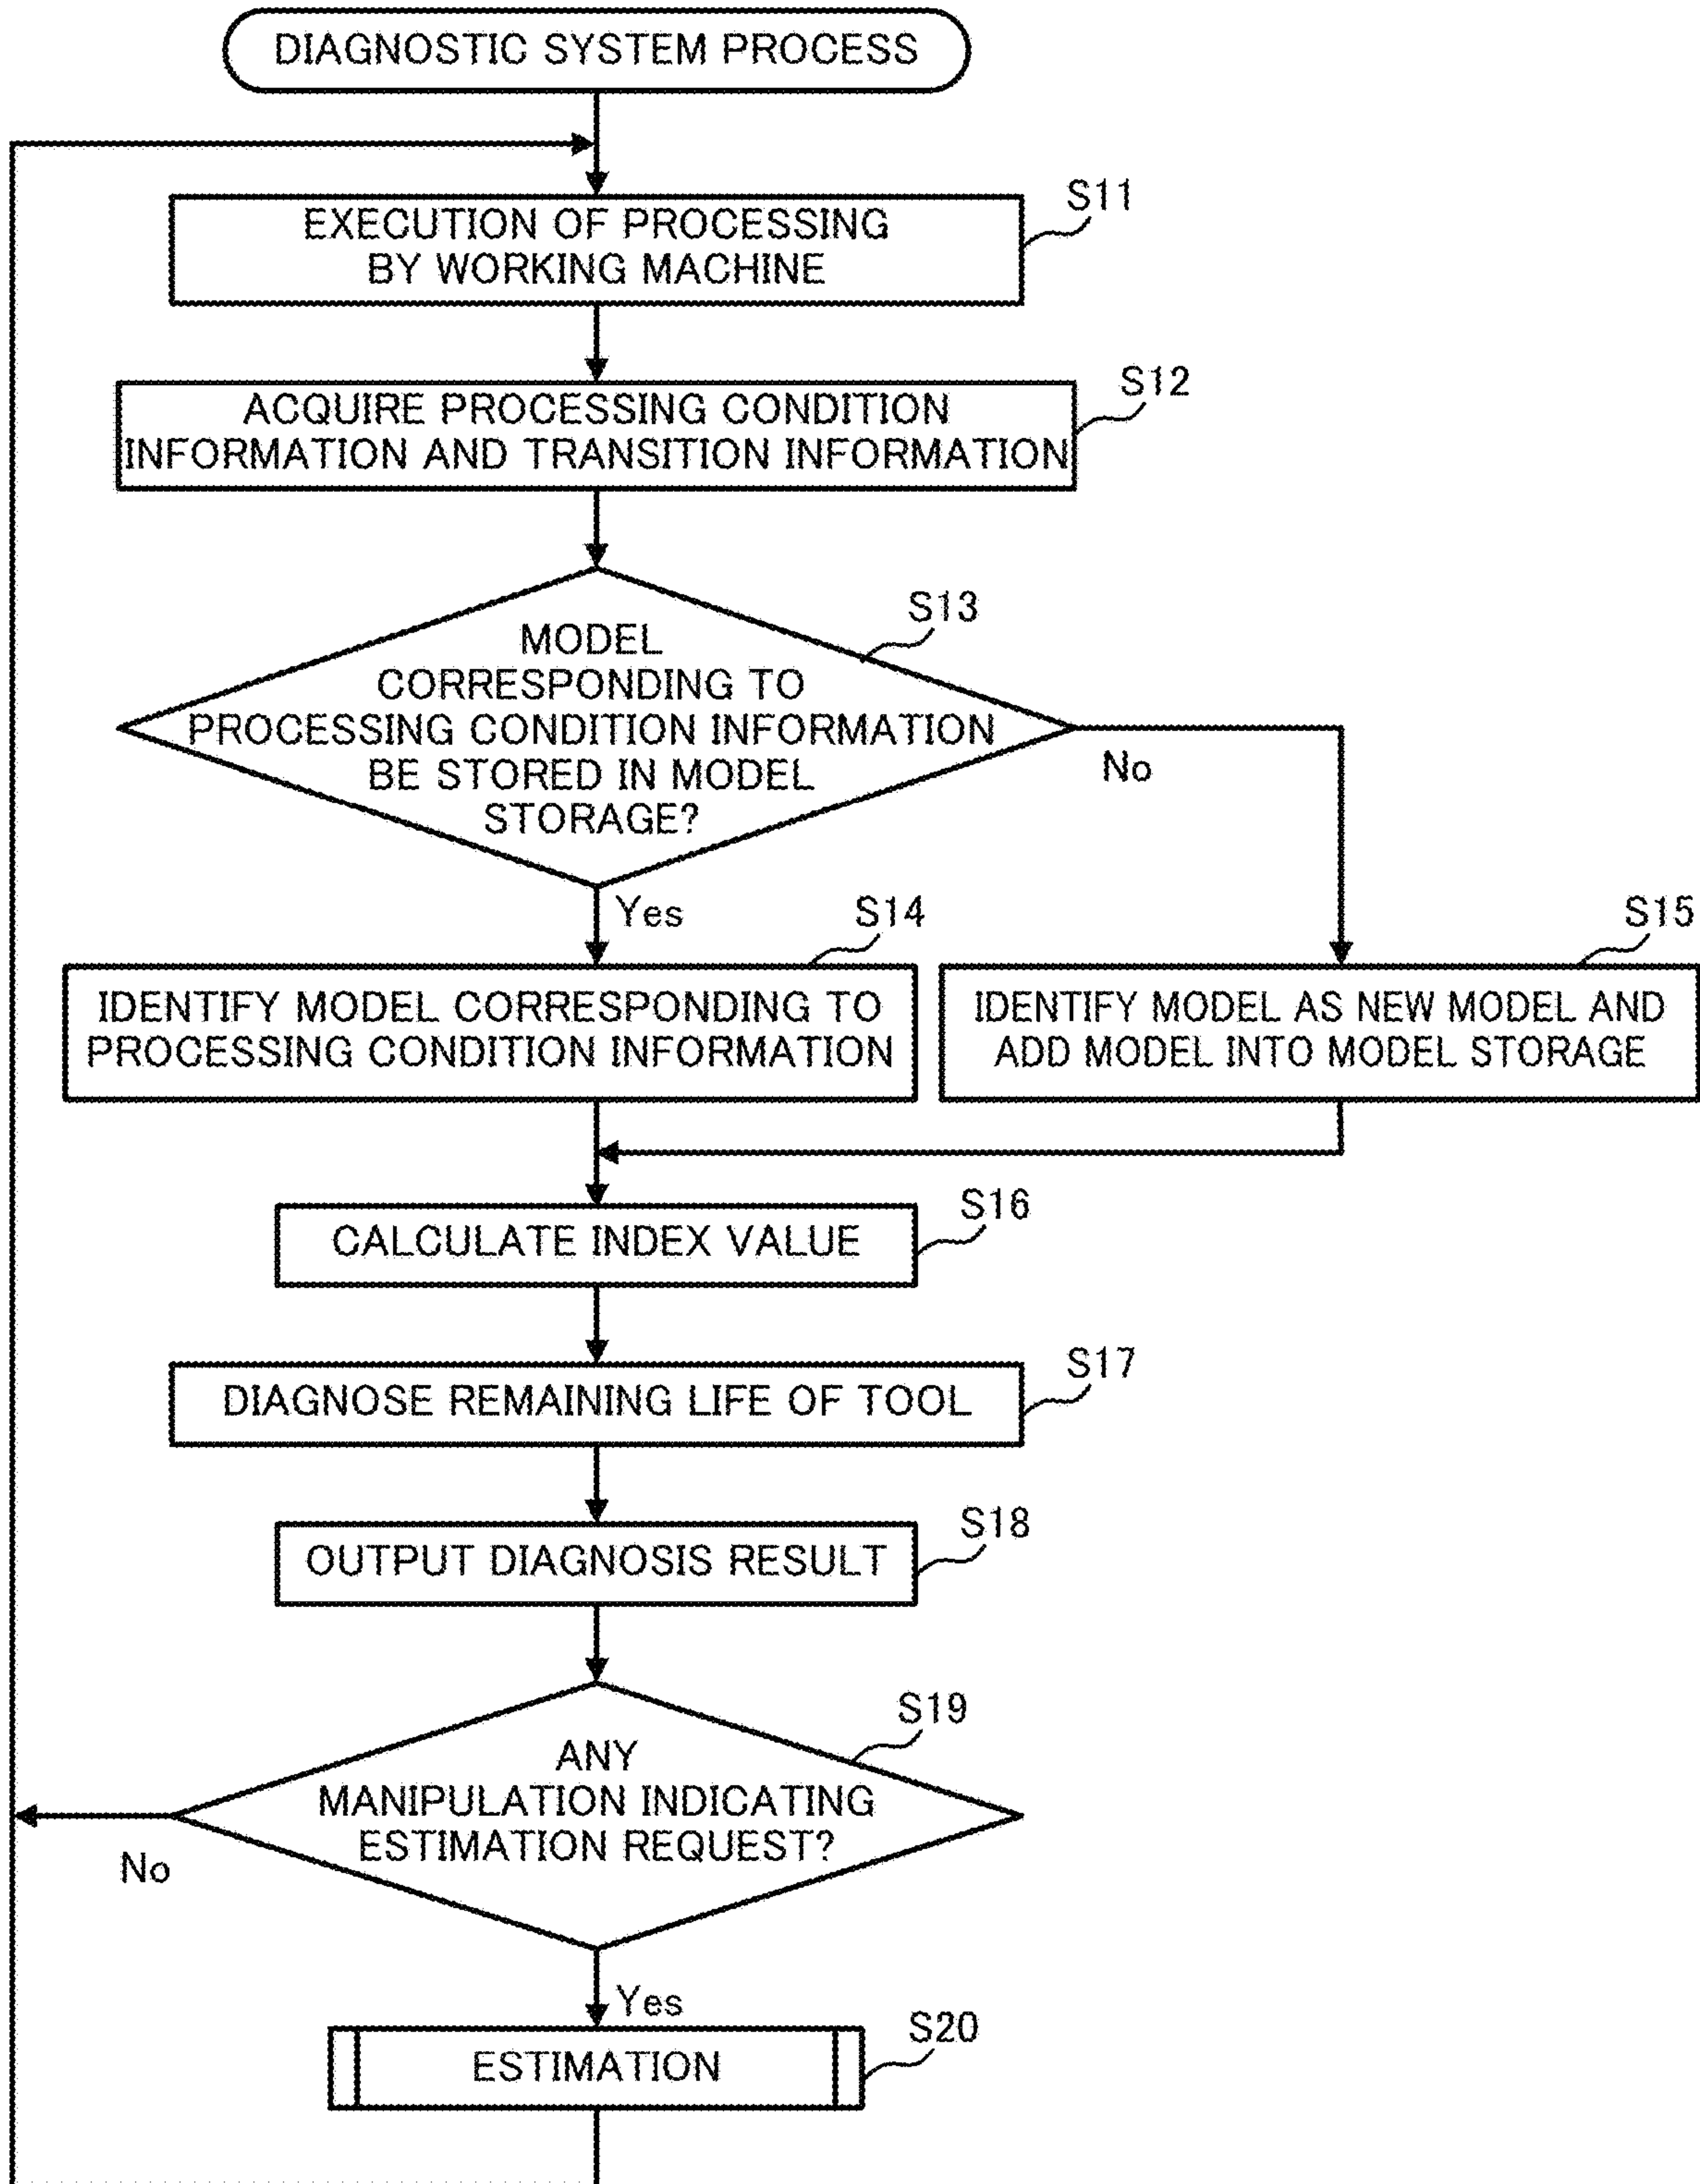 DIAGNOSTIC SYSTEM PROCESS
S11
EXECUTION OF PROCESSING
BY WORKING MACHINE
S12
ACQUIRE PROCESSING CONDITION
INFORMATION AND TRANSITION INFORMATION
S13
MODEL
CORRESPONDING TO
PROCESSING CONDITION INFORMATION
BE STORED IN MODEL
STORAGE?
No
Yes
S14
S15
IDENTIFY MODEL CORRESPONDING TO
PROCESSING CONDITION INFORMATION
IDENTIFY MODEL AS NEW MODEL AND
ADD MODEL INTO MODEL STORAGE
S16
CALCULATE INDEX VALUE
S17
DIAGNOSE REMAINING LIFE OF TOOL
S18
OUTPUT DIAGNOSIS RESULT
S19
ANY
MANIPULATION INDICATING
ESTIMATION REQUEST?
No
Yes
S20
ESTIMATION